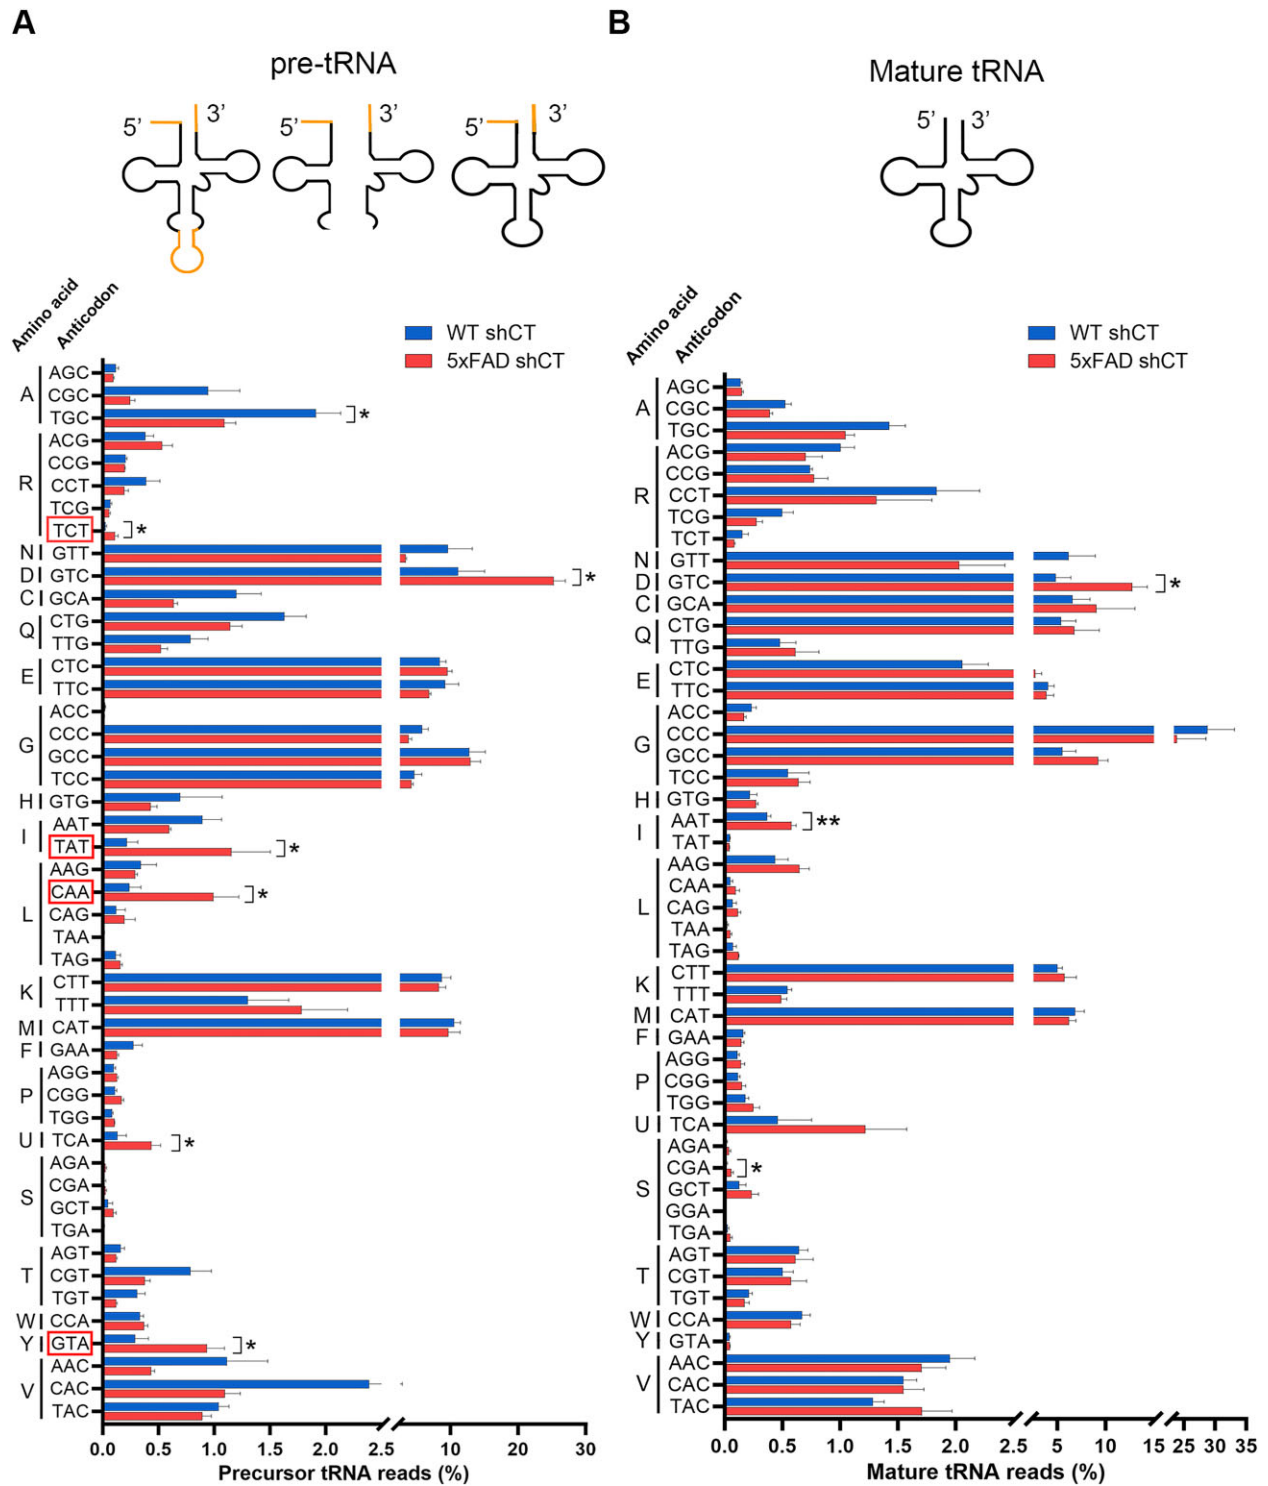 A
pre-tRNA
5’ 3’ 5’ 3’ 5’ 3’
Amino acid
Anticodon
WT shCT
5xFAD shCT
A
AGC
CGC
TGC *
R
ACG
CCG
CCT
TCG
TCT *
N GTT
D GTC *
C GCA
Q
CTG
TTG
E
CTC
TTC
G
ACC
CCC
GCC
TCC
H GTG
I
AAT
TAT *
L
AAG
CAA *
CAG
TAA
TAG
K
CTT
TTT
M CAT
F GAA
P
AGG
CGG
TGG
U TCA *
S
AGA
CGA
GCT
TGA
T
AGT
CGT
TGT
W CCA
Y GTA *
V
AAC
CAC
TAC
0.0 0.5 1.0 1.5 2.0 2.5 10 20 30
Precursor tRNA reads (%)
B
Mature tRNA
5’ 3’
Amino acid
Anticodon
WT shCT
5xFAD shCT
A
AGC
CGC
TGC
R
ACG
CCG
CCT
TCG
TCT
N GTT
D GTC *
C GCA
Q
CTG
TTG
E
CTC
TTC
G
ACC
CCC
GCC
TCC
H GTG
I
AAT **
TAT
L
AAG
CAA
CAG
TAA
TAG
K
CTT
TTT
M CAT
F GAA
P
AGG
CGG
TGG
U TCA
S
AGA
CGA *
GCT
GGA
TGA
T
AGT
CGT
TGT
W CCA
Y GTA
V
AAC
CAC
TAC
0.0 0.5 1.0 1.5 2.0 2.5 5 10 15 25 30 35
Mature tRNA reads (%)